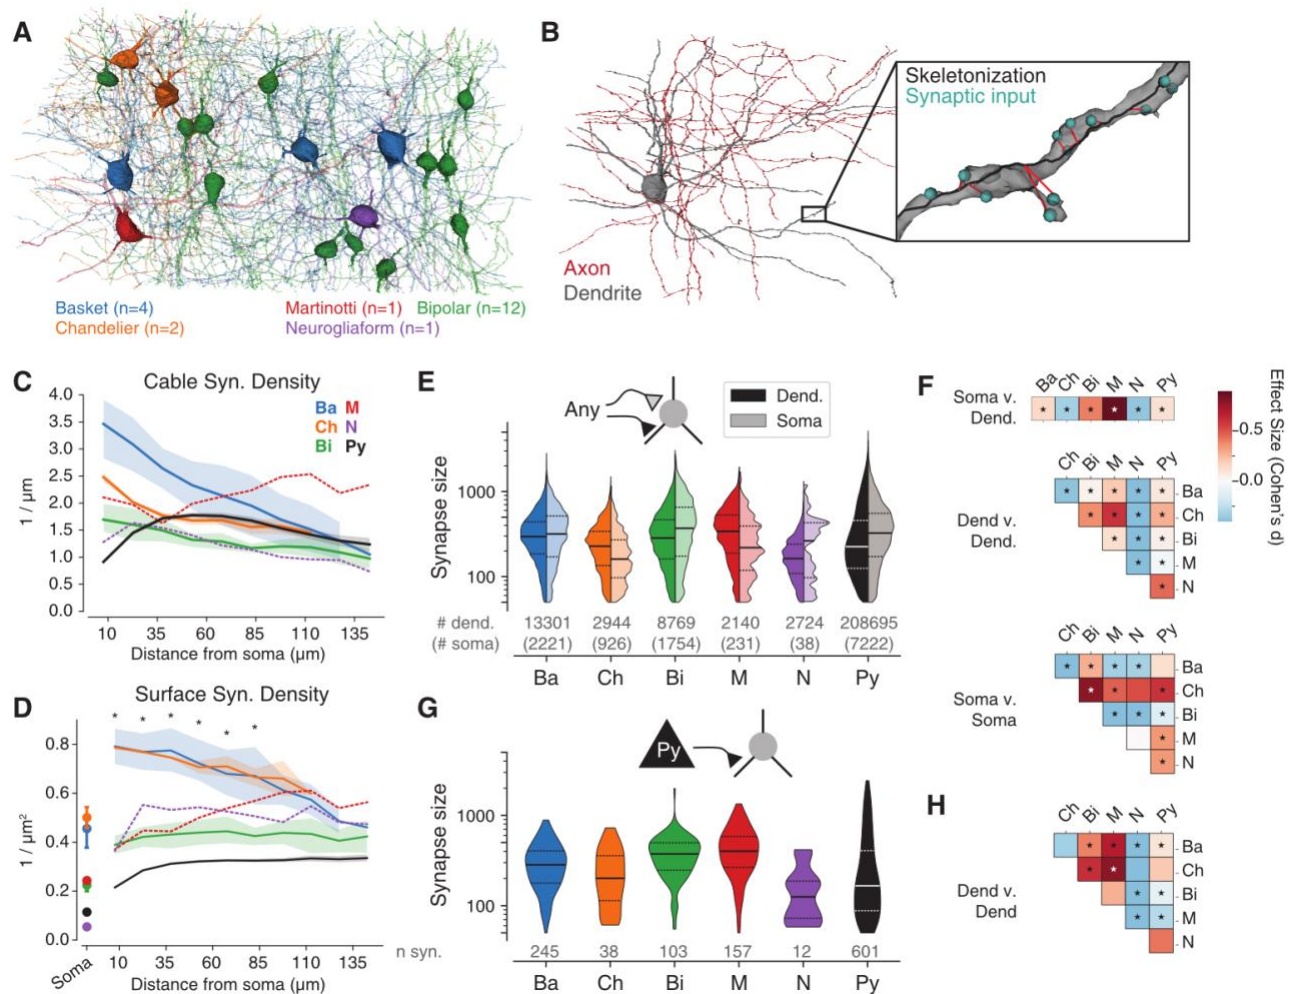 A
Basket (n=4)
Chandelier (n=2)
Martinotti (n=1)
Neurogliaform (n=1)
Bipolar (n=12)
B
Axon
Dendrite
Skeletonization
Synaptic input
C
Cable Syn. Density
Ba M
Ch N
Bi Py
1 / µm
4.0
3.5
3.0
2.5
2.0
1.5
1.0
0.5
0.0
10 35 60 85 110 135
Distance from soma (µm)
D
Surface Syn. Density
* * * * * *
1 / µm²
0.8
0.6
0.4
0.2
0.0
Soma 10 35 60 85 110 135
Distance from soma (µm)
E
Any
Dend.
Soma
Synapse size
1000
100
# dend. 13301 2944 8769 2140 2724 208695
(# soma) (2221) (926) (1754) (231) (38) (7222)
Ba Ch Bi M N Py
G
Py
Synapse size
1000
100
n syn. 245 38 103 157 12 601
Ba Ch Bi M N Py
F
Ba Ch Bi M N Py
Soma v.
Dend.
* * * * * *
Effect Size (Cohen's d)
0.5
0.0
Ch Bi M N Py
Dend v.
Dend.
* * * * * Ba
* * * * Ch
* * * Bi
* * M
* N
Ch Bi M N Py
Soma v.
Soma
* * * * Ba
* * * Ch
* * * Bi
* M
* N
H
Ch Bi M N Py
Dend v.
Dend
* * * * Ba
* * Ch
* * Bi
* * M
N